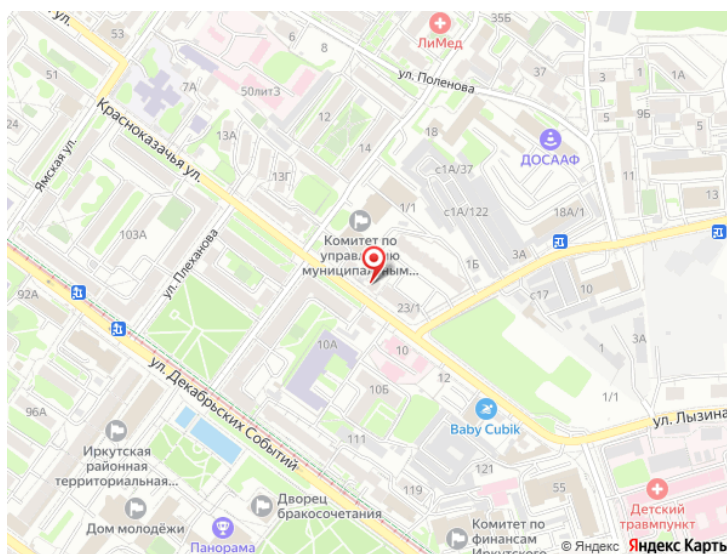 ул.
53
6
8
ЛиМед
35Б
ул. Поленова
37
1А
3
51
7А
50лит3
5
9Б
5
Красноказачья ул.
12
18
ДОСААФ
24
13А
14
с1А/37
11
13
Ямская ул.
13Г
1/1
с1А/122
18А/1
103А
ул. Плеханова
Комитет по
управлению
муниципальным...
1Б
3А
с17
92А
23/1
1
3А
10А
10
12
96А
ул. Декабрьских Событий
10Б
1/1
Baby Cubik
ул. Лызина
111
121
Иркутская
районная
территориальная ...
119
55
Дворец
бракосочетания
Детский
травмпункт
Дом молодёжи
Панорама
Комитет по
финансам
Иркутского
© Яндекс Яндекс Карты